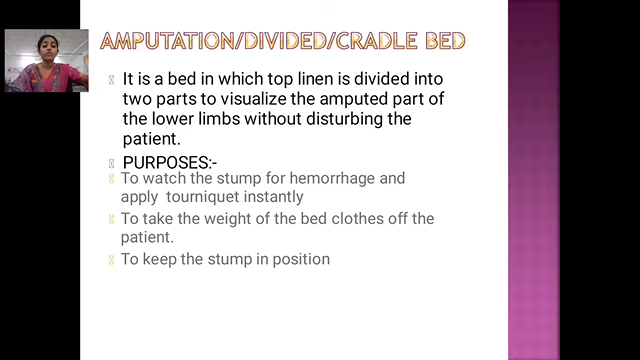 AMPUTATION/DIVIDED/CRADLE BED
It is a bed in which top linen is divided into
two parts to visualize the amputed part of
the lower limbs without disturbing the
patient.
PURPOSES:-
To watch the stump for hemorrhage and
apply tourniquet instantly
To take the weight of the bed clothes off the
patient.
To keep the stump in position